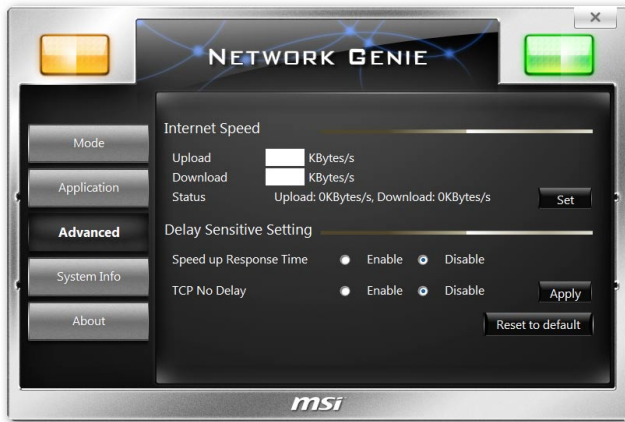 NETWORK GENIE
Mode
Application
Advanced
System Info
About
Internet Speed
Upload KBytes/s
Download KBytes/s
Status Upload: 0KBytes/s, Download: 0KBytes/s
Set
Delay Sensitive Setting
Speed up Response Time Enable Disable
TCP No Delay Enable Disable
Apply
Reset to default
msi